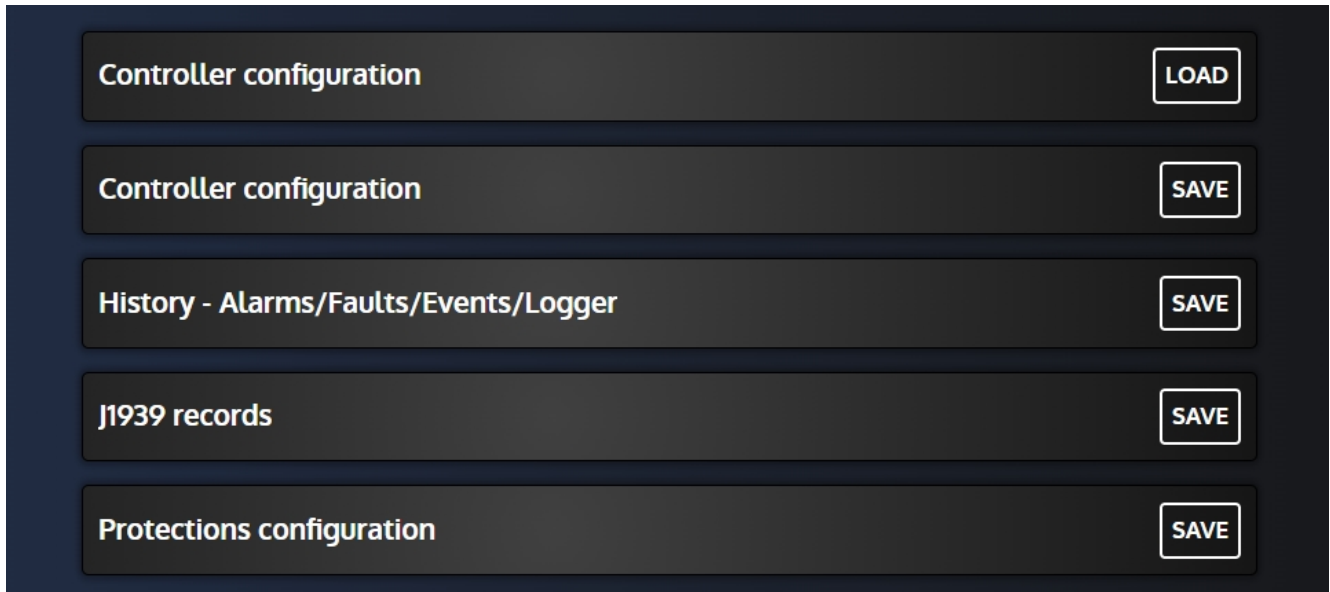 Controller configuration LOAD
Controller configuration SAVE
History - Alarms/Faults/Events/Logger SAVE
J1939 records SAVE
Protections configuration SAVE